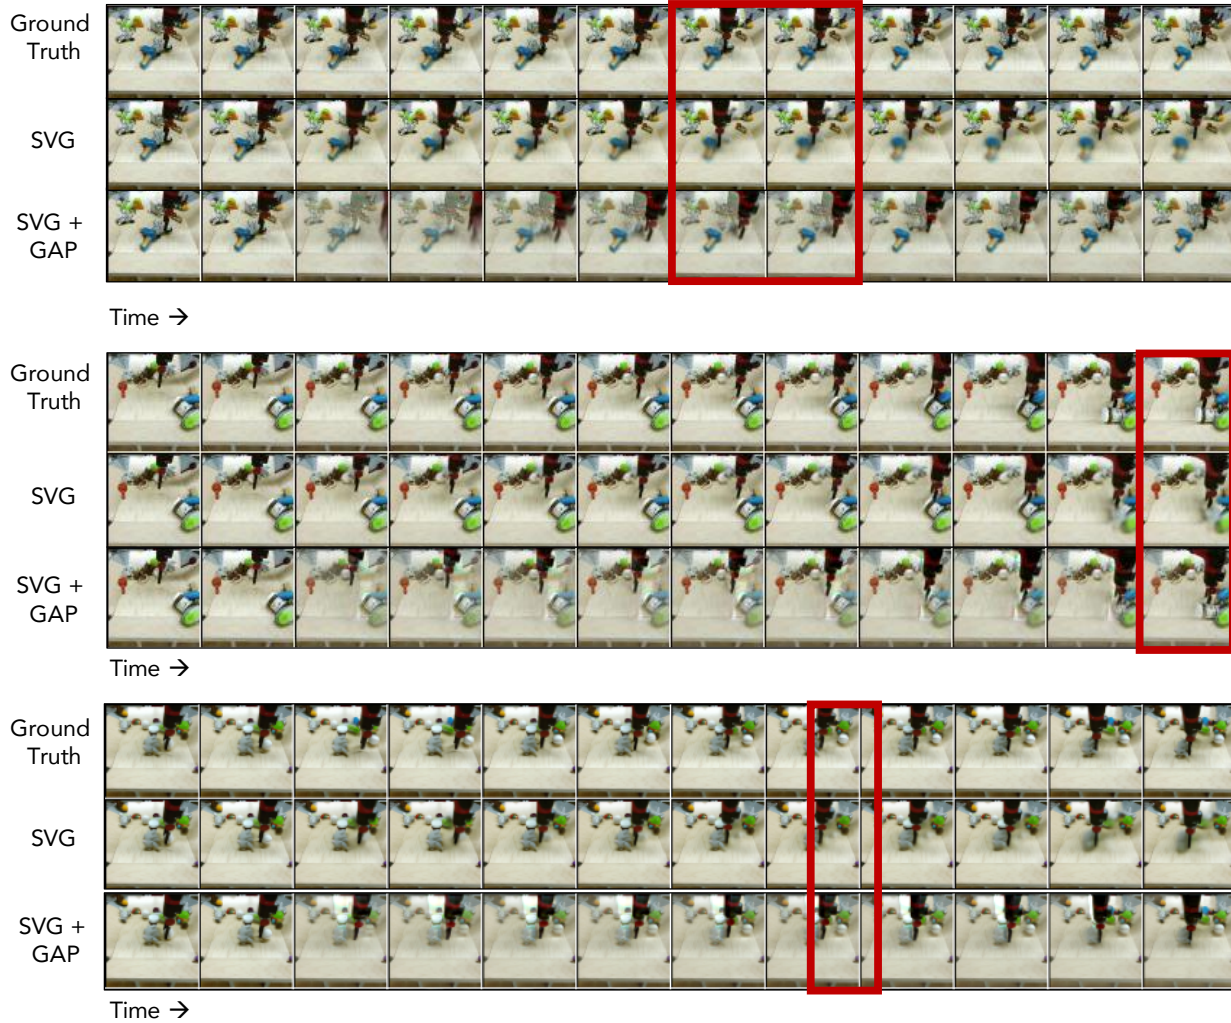 Ground
Truth
SVG
SVG +
GAP
Time →
Ground
Truth
SVG
SVG +
GAP
Time →
Ground
Truth
SVG
SVG +
GAP
Time →